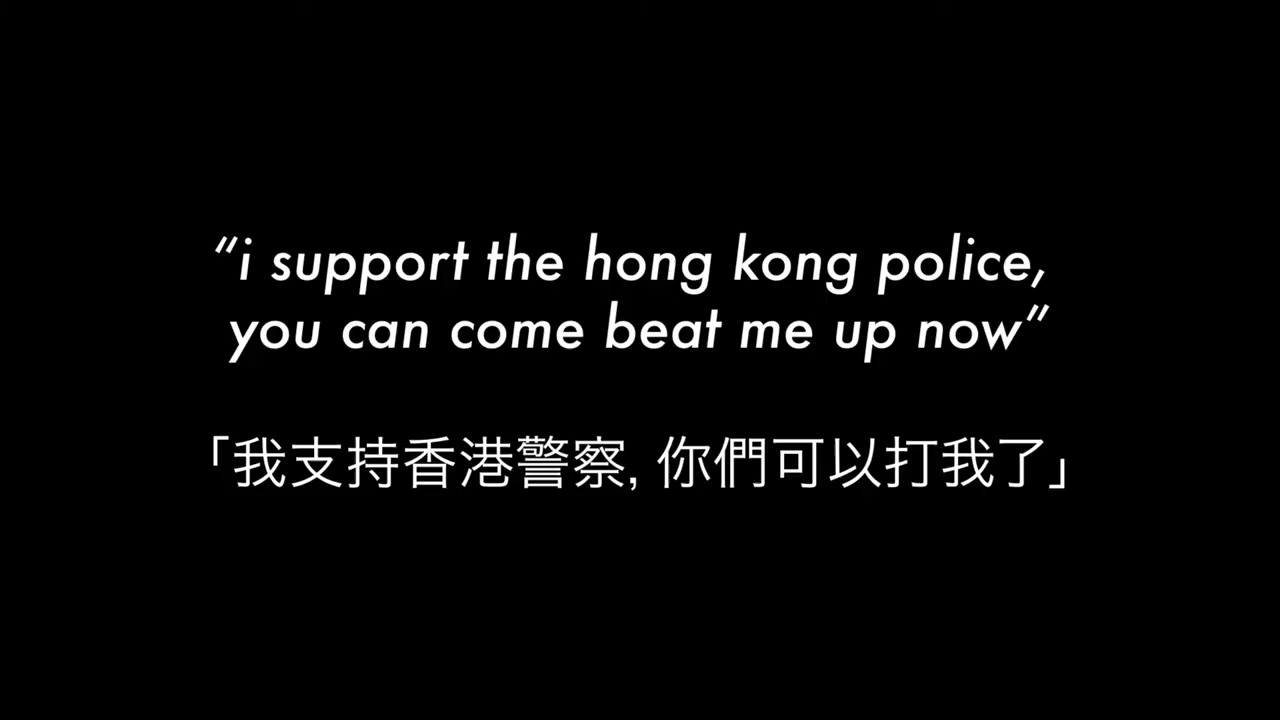 “i support the hong kong police,
you can come beat me up now”
「我支持香港警察, 你們可以打我了」